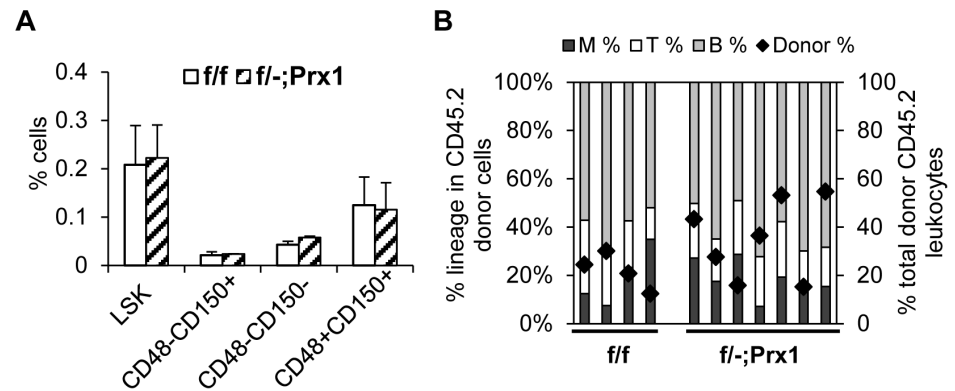 A
f/f f/-;Prx1
0.4
0.3
0.2
0.1
0
% cells
LSK
CD48-CD150+
CD48-CD150-
CD48+CD150+
B
M % T % B % Donor %
100%
80%
60%
40%
20%
0%
% lineage in CD45.2
donor cells
100
80
60
40
20
0
% total donor CD45.2
leukocytes
f/f
f/-;Prx1